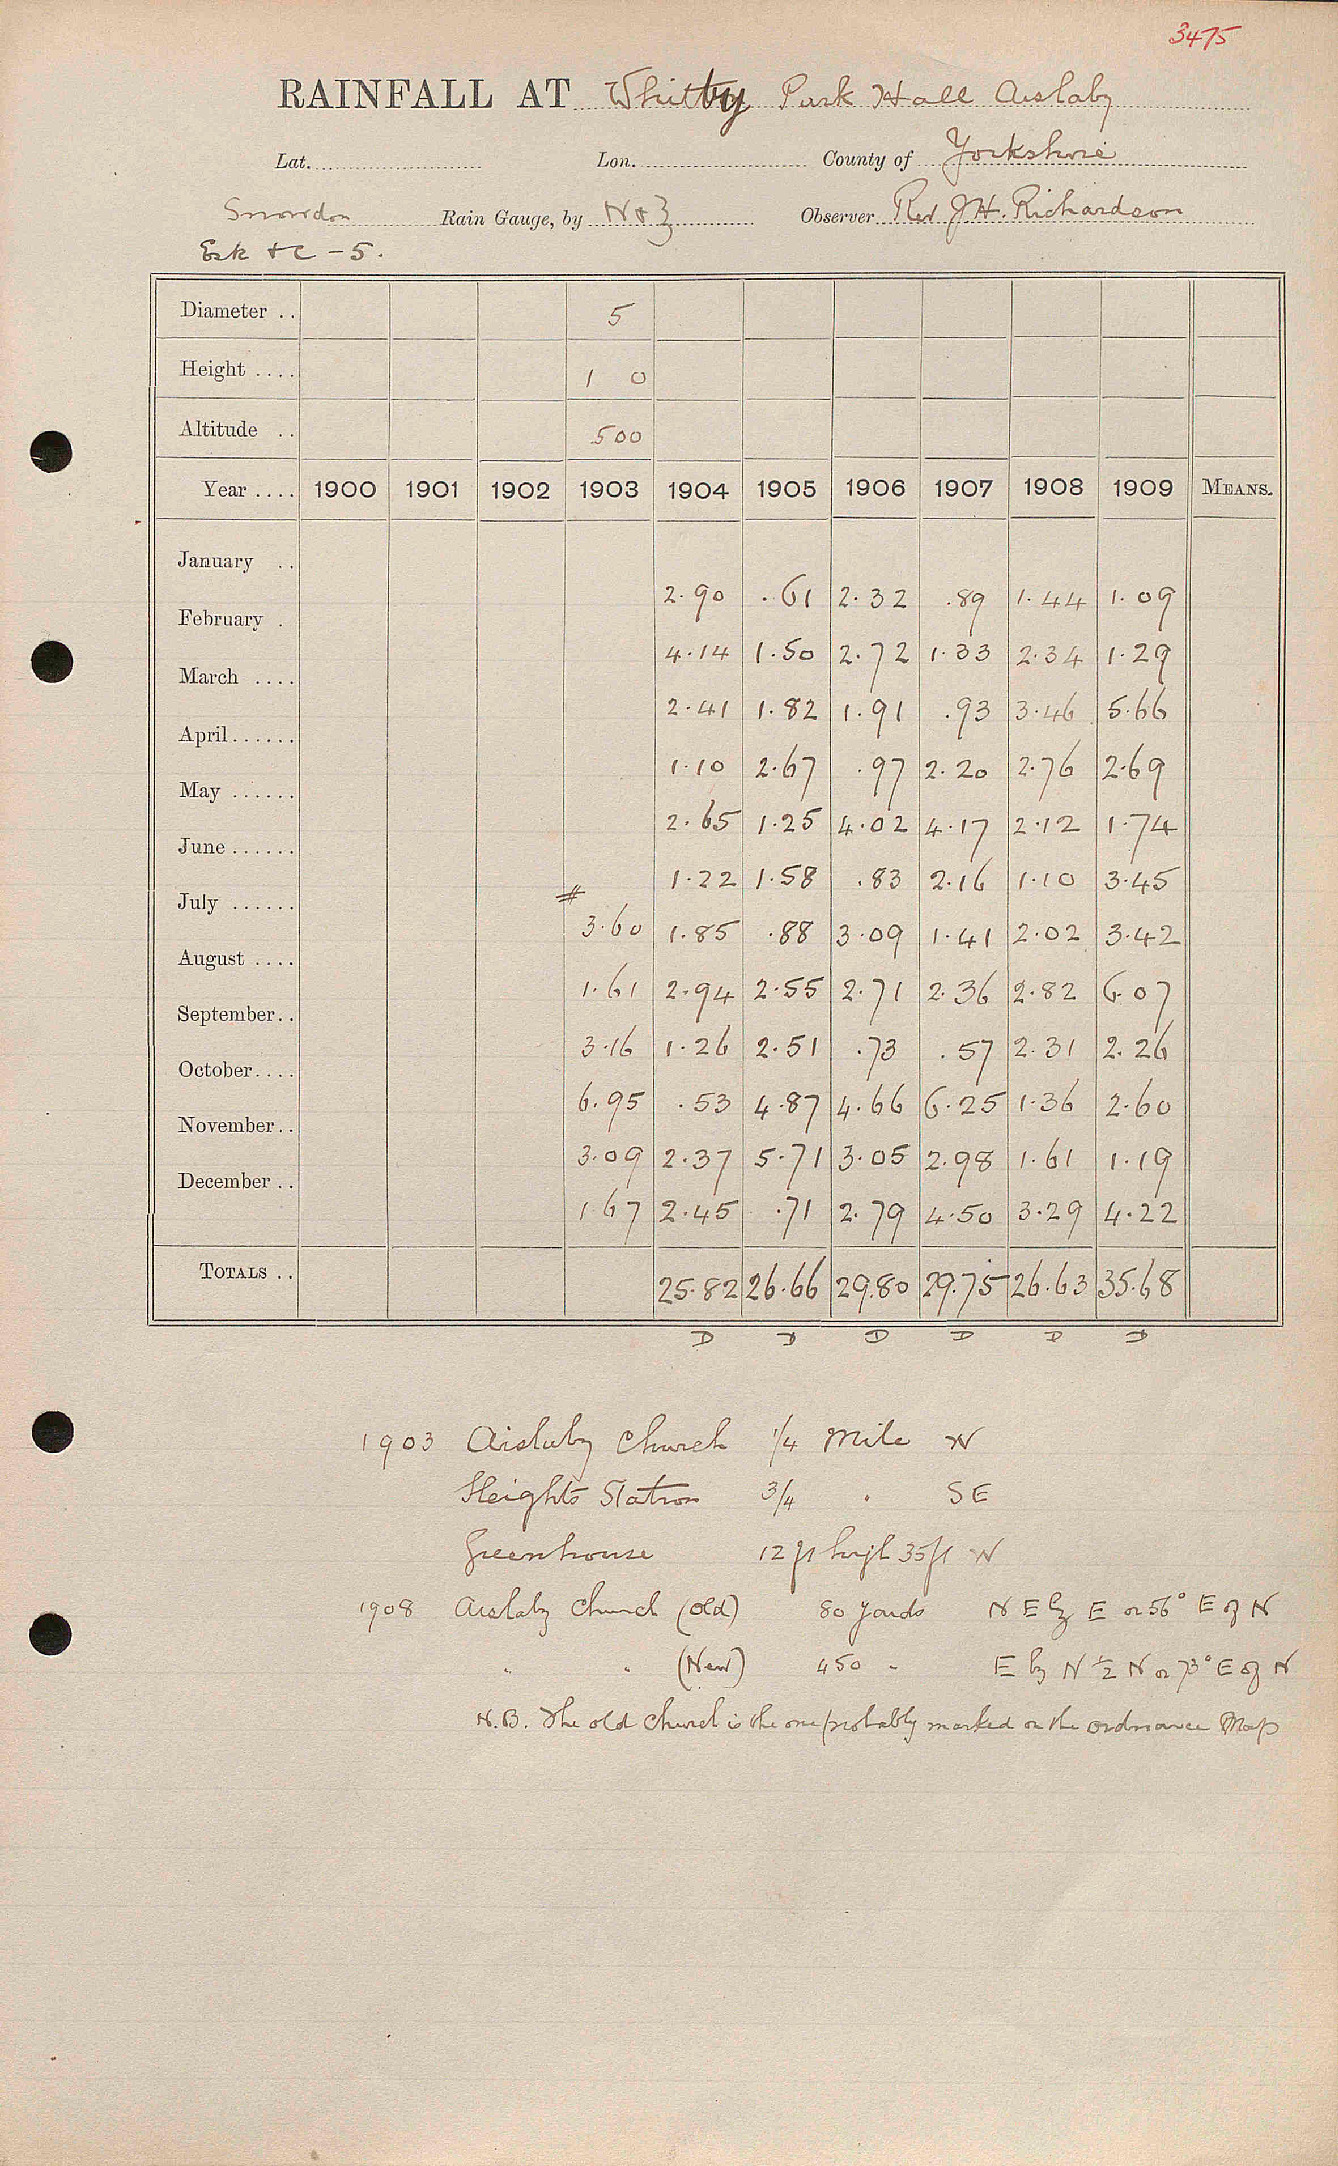 3475
RAINFALL AT Whitby Park Hall Aislaby
Lat. Lon. County of Yorkshire
Snowdon Rain Gauge, by N & Z Observer Rev J H. Richardson
Esk &c - 5.
Diameter .. 5
Height .... 1 0
Altitude .. 500
Year .... 1900 1901 1902 1903 1904 1905 1906 1907 1908 1909 MEANS.
January .. 2.90 .61 2.32 .89 1.44 1.09
February . 4.14 1.50 2.72 1.33 2.34 1.29
March .... 2.41 1.82 1.91 .93 3.46 5.66
April...... 1.10 2.67 .97 2.20 2.76 2.69
May ...... 2.65 1.25 4.02 4.17 2.12 1.74
June ...... 1.22 1.58 .83 2.16 1.10 3.45
July ...... # 3.60 1.85 .88 3.09 1.41 2.02 3.42
August .... 1.61 2.94 2.55 2.71 2.36 2.82 6.07
September.. 3.16 1.26 2.51 .73 .57 2.31 2.26
October.... 6.95 .53 4.87 4.66 6.25 1.36 2.60
November.. 3.09 2.37 5.71 3.05 2.98 1.61 1.19
December .. 1.67 2.45 .71 2.79 4.50 3.29 4.22
TOTALS .. 25.82 26.66 29.80 29.75 26.63 35.68
D D D D D D
1903 Aislaby Church 1/4 Mile W
Heights Station 3/4 " SE
Greenhouse 12 ft high 35 ft W
1908 Aislaby Church (old) 80 yards N E by E or 56° E of N
" " (New) 450 " E by N 1/2 N or 73° E of N
N.B. The old Church is the one probably marked on the ordnance Map